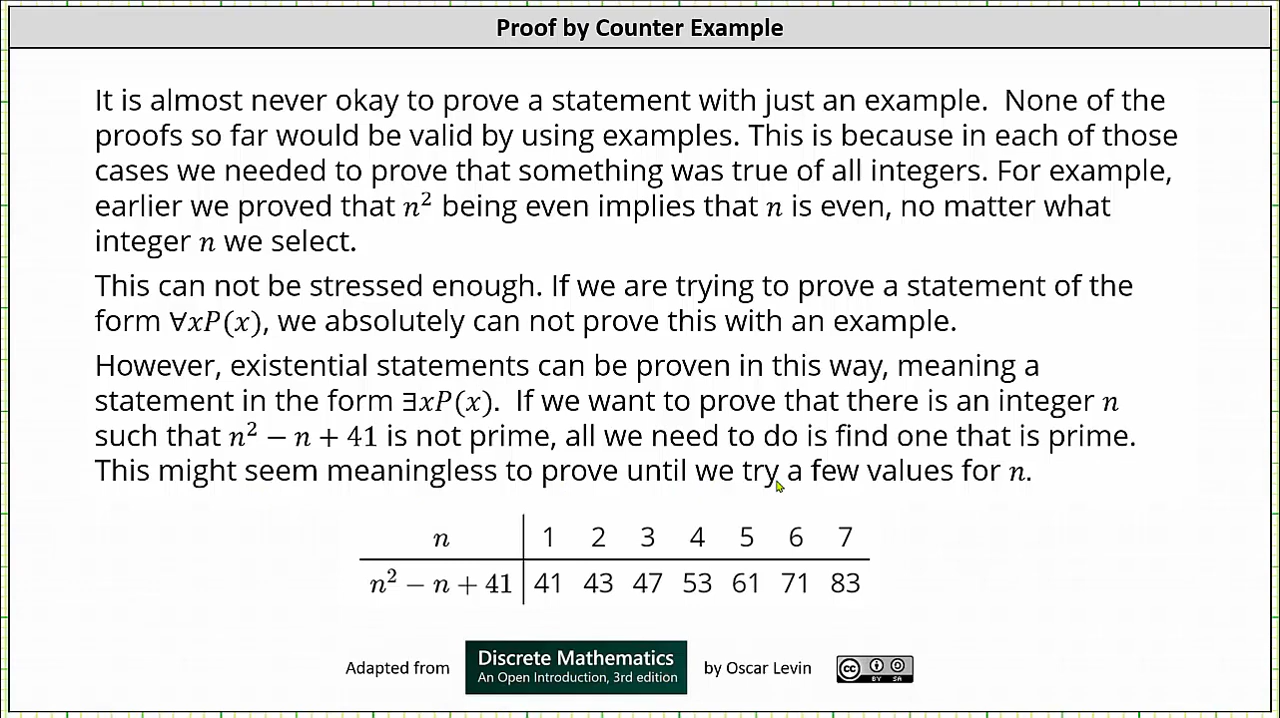 Proof by Counter Example
It is almost never okay to prove a statement with just an example.  None of the
proofs so far would be valid by using examples. This is because in each of those
cases we needed to prove that something was true of all integers. For example,
earlier we proved that n² being even implies that n is even, no matter what
integer n we select.
This can not be stressed enough. If we are trying to prove a statement of the
form ∀xP(x), we absolutely can not prove this with an example.
However, existential statements can be proven in this way, meaning a
statement in the form ∃xP(x).  If we want to prove that there is an integer n
such that n² − n + 41 is not prime, all we need to do is find one that is prime.
This might seem meaningless to prove until we try a few values for n.
n 1 2 3 4 5 6 7
n² − n + 41 41 43 47 53 61 71 83
Adapted from Discrete Mathematics by Oscar Levin
An Open Introduction, 3rd edition
CC BY SA